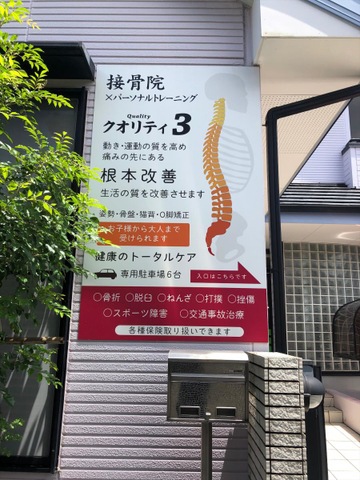 接骨院
×パーソナルトレーニング
Quality
クオリティ3
動き・運動の質を高め
痛みの先にある
根本改善
生活の質を改善させます
姿勢・骨盤・猫背・O脚矯正
お子様から大人まで
受けられます
健康のトータルケア
専用駐車場6台
入口はこちらです
○骨折 ○脱臼 ○ねんざ ○打撲 ○挫傷
○スポーツ障害 ○交通事故治療
各種保険取り扱いできます